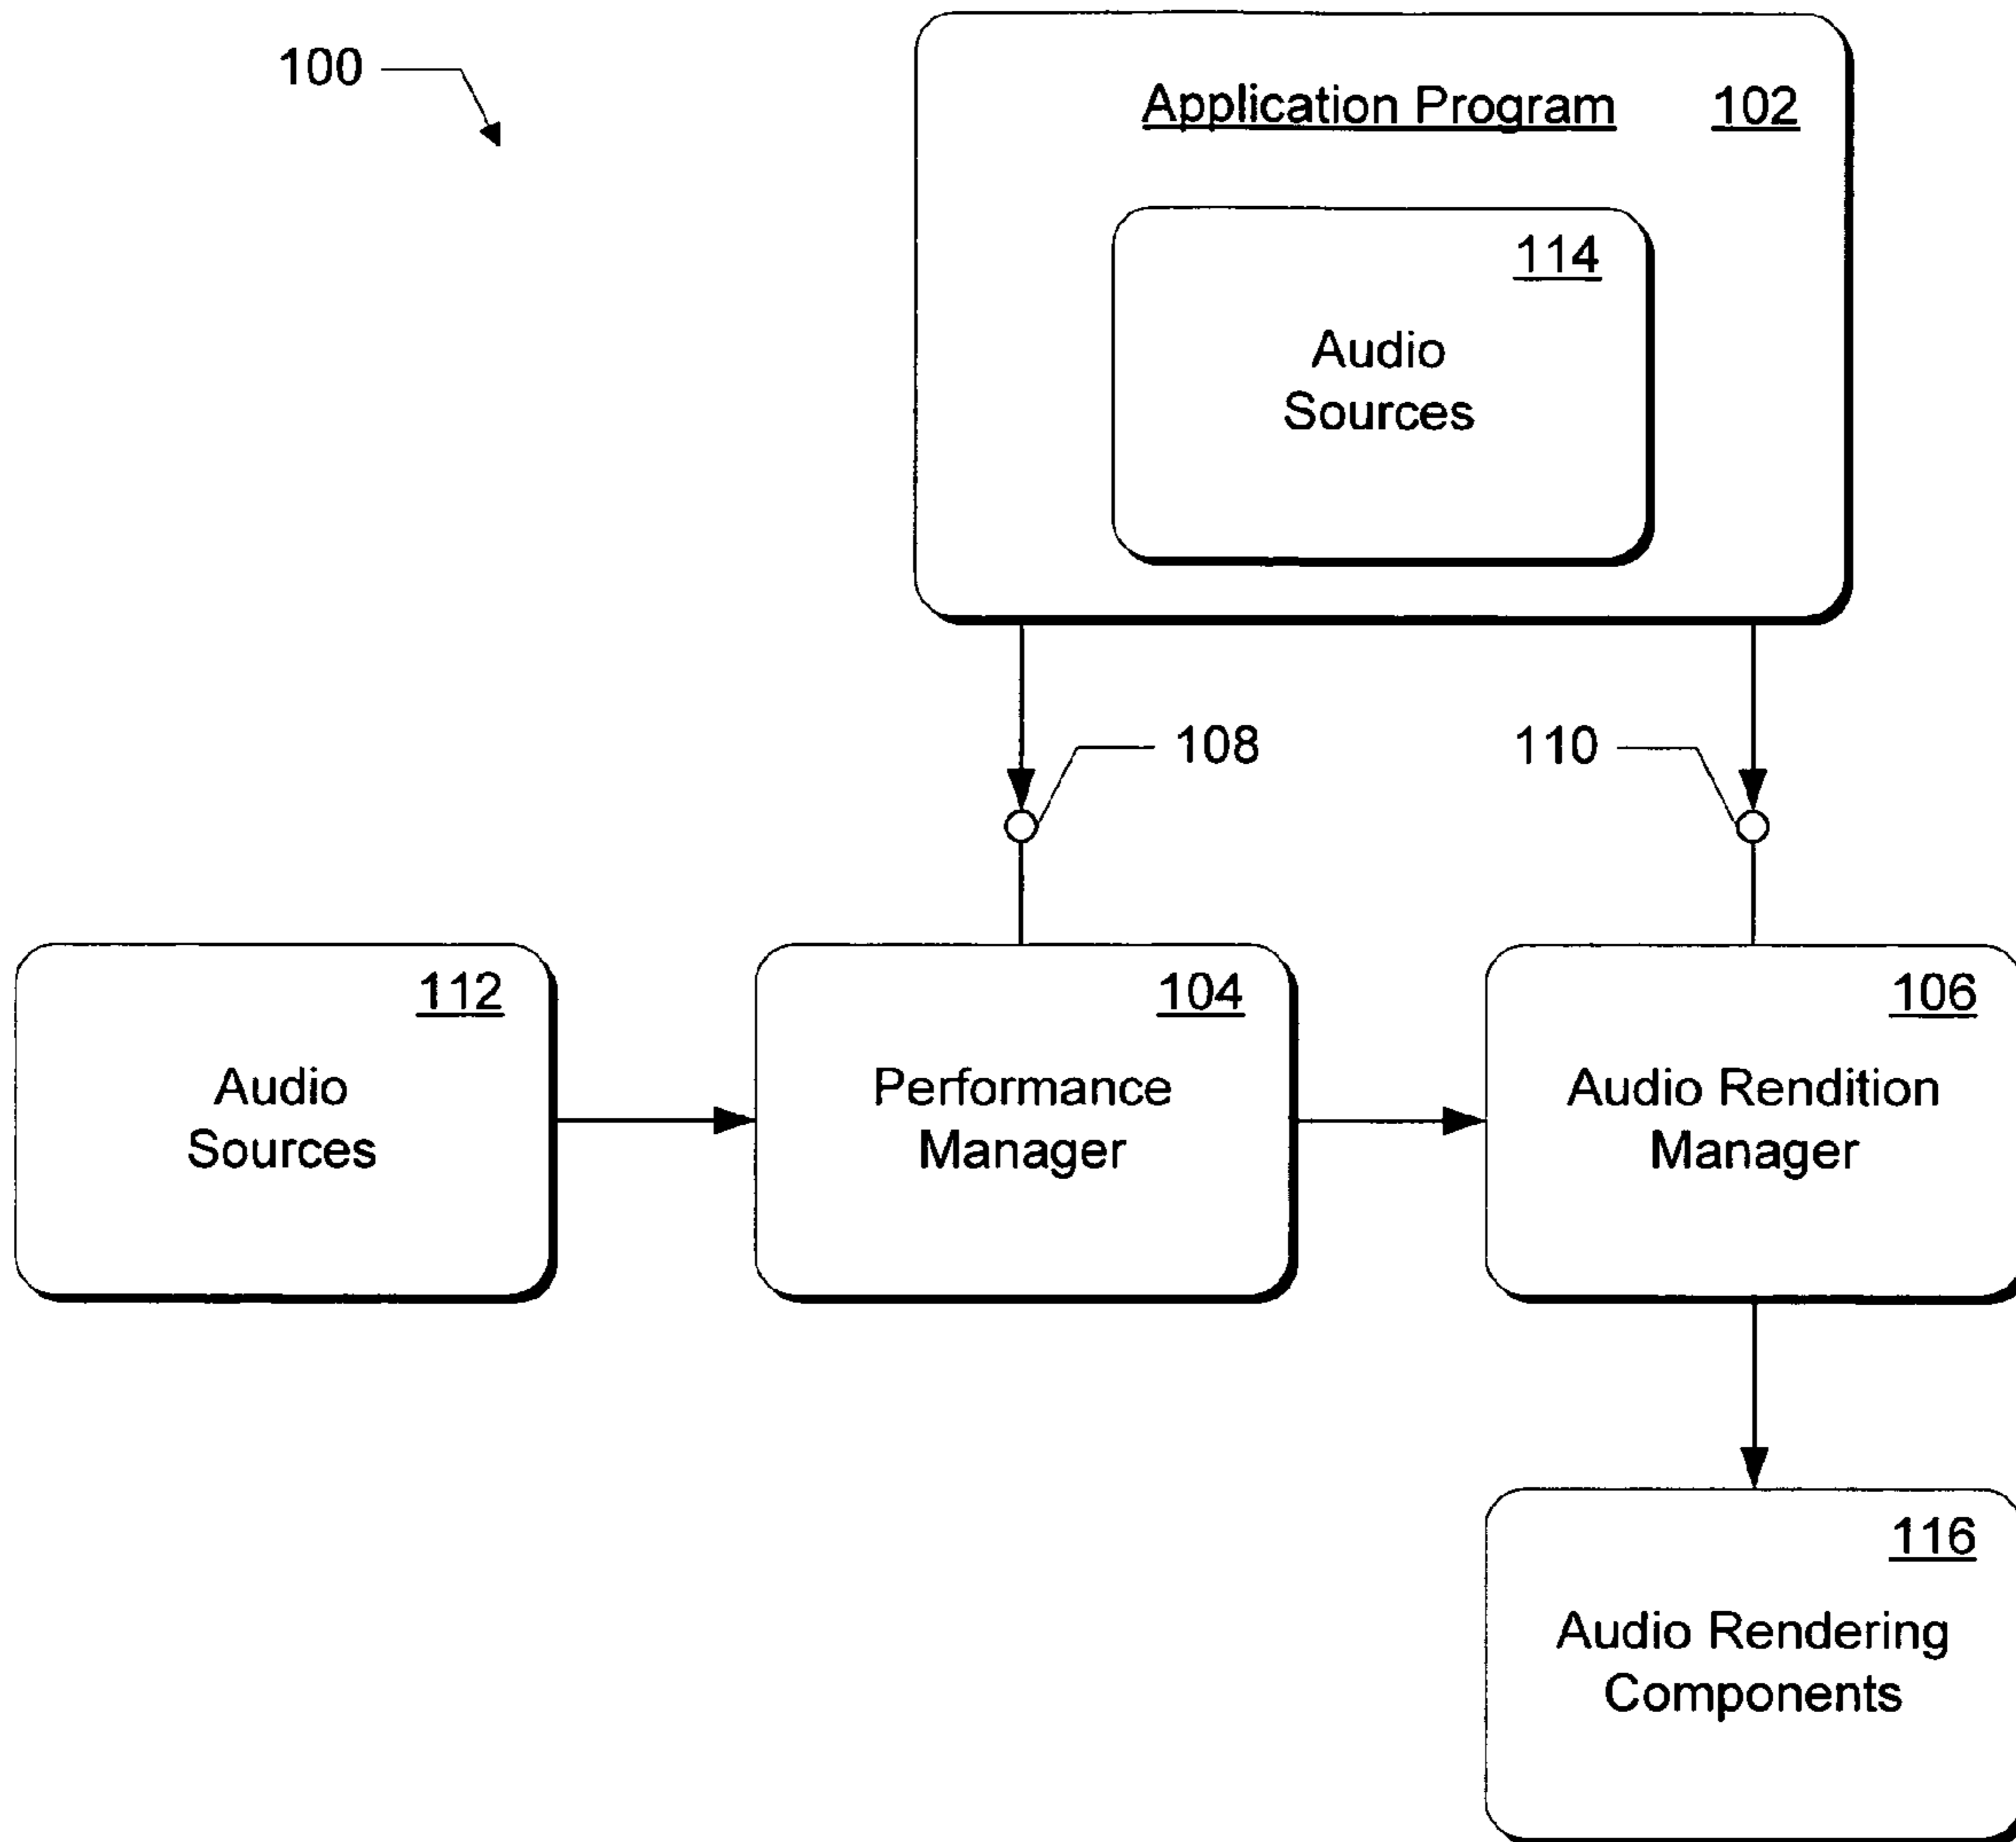 100
Application Program 102
114
Audio
Sources
108
110
112
Audio
Sources
104
Performance
Manager
106
Audio Rendition
Manager
116
Audio Rendering
Components